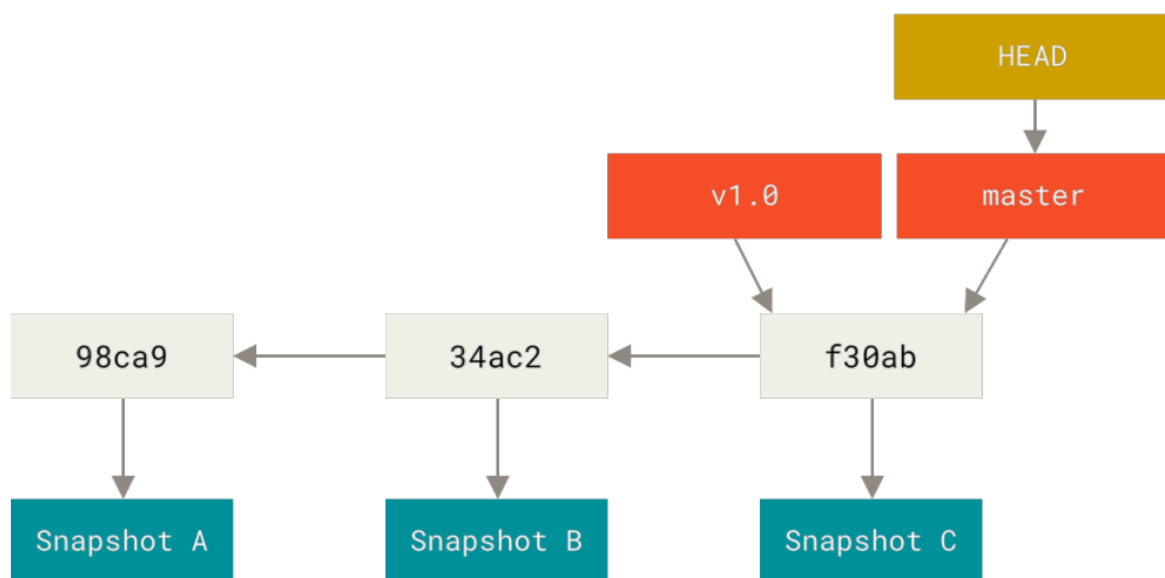 HEAD
v1.0
master
98ca9
34ac2
f30ab
Snapshot A
Snapshot B
Snapshot C